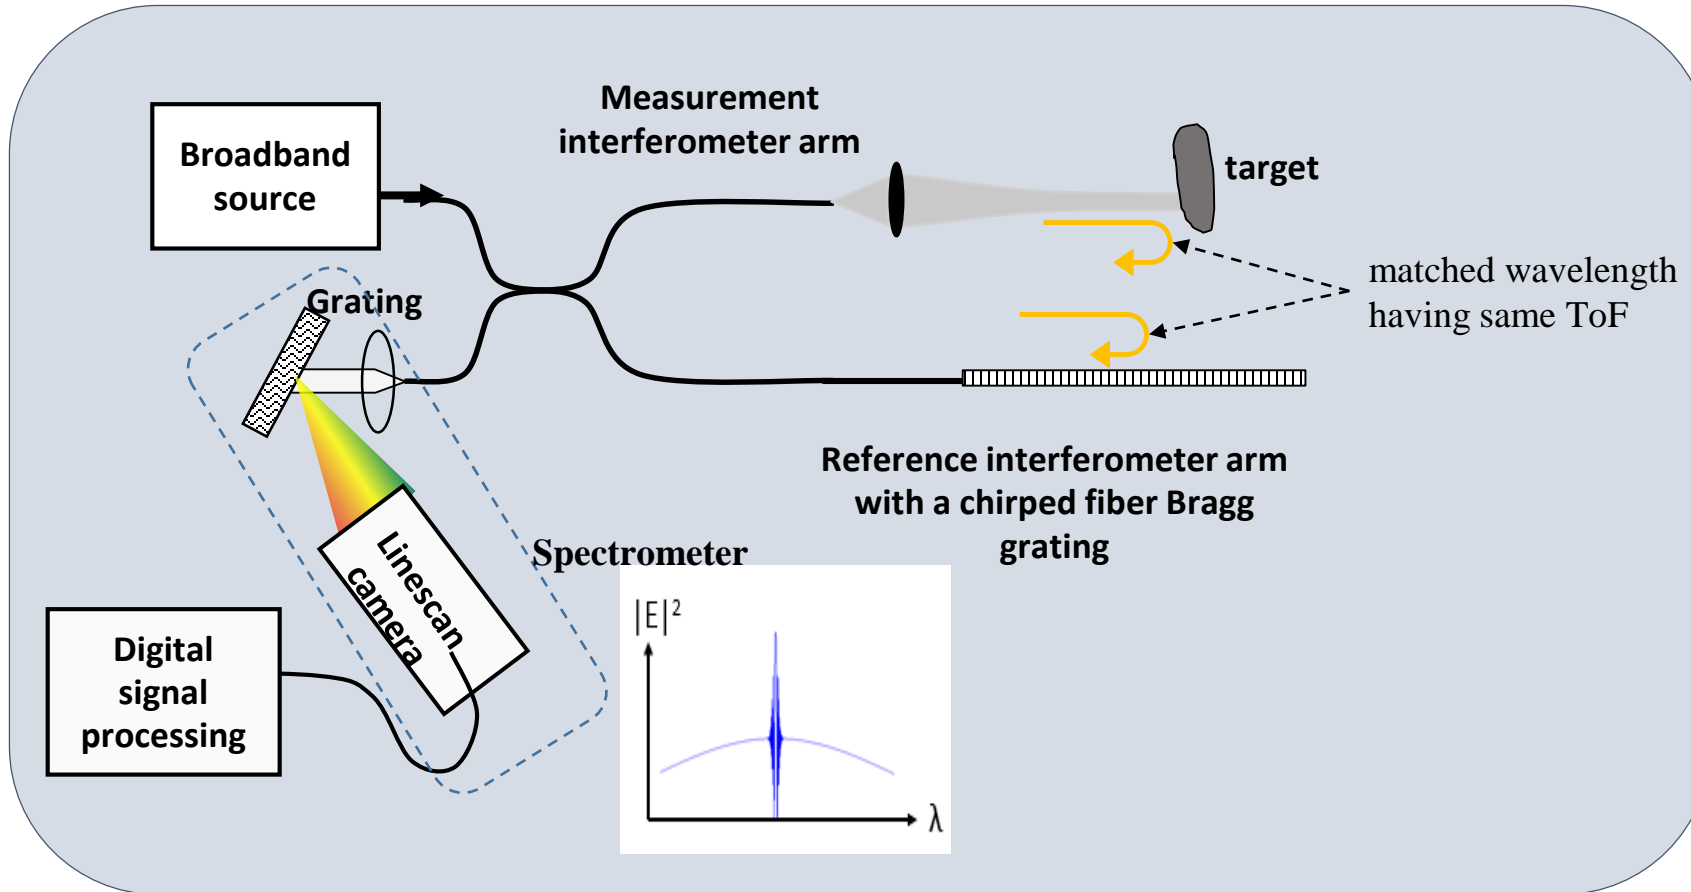 Measurement
interferometer arm
Broadband
source
target
matched wavelength
having same ToF
Grating
Reference interferometer arm
with a chirped fiber Bragg
grating
Linescan
camera
Spectrometer
|E|²
λ
Digital
signal
processing